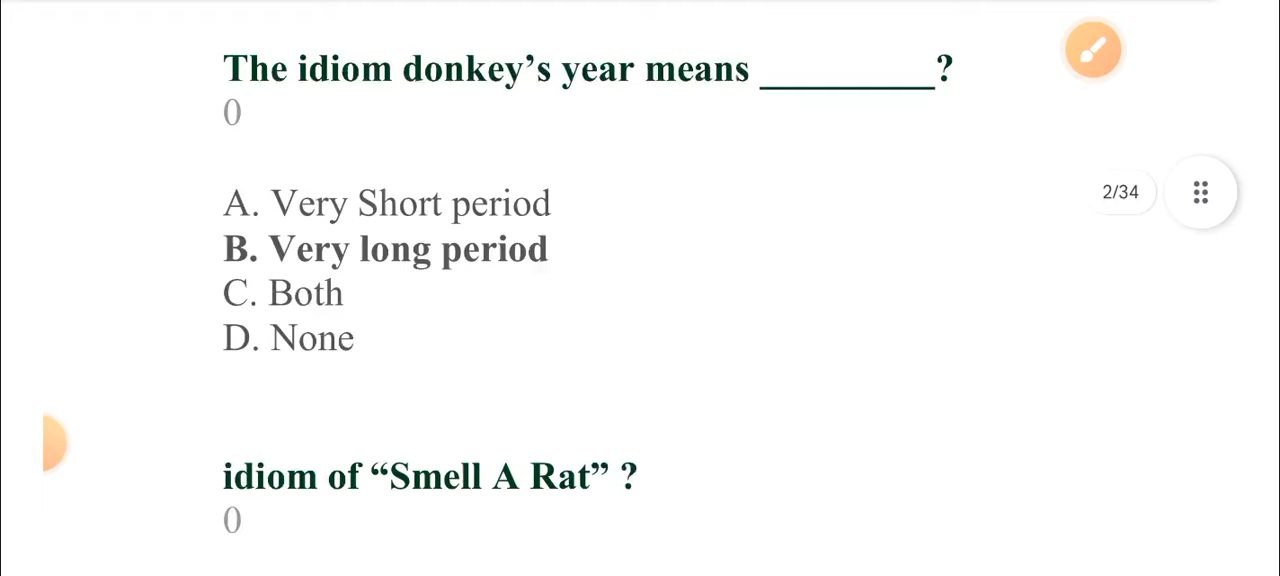 The idiom donkey’s year means _________?
0
A. Very Short period
2/34
B. Very long period
C. Both
D. None
idiom of “Smell A Rat” ?
0